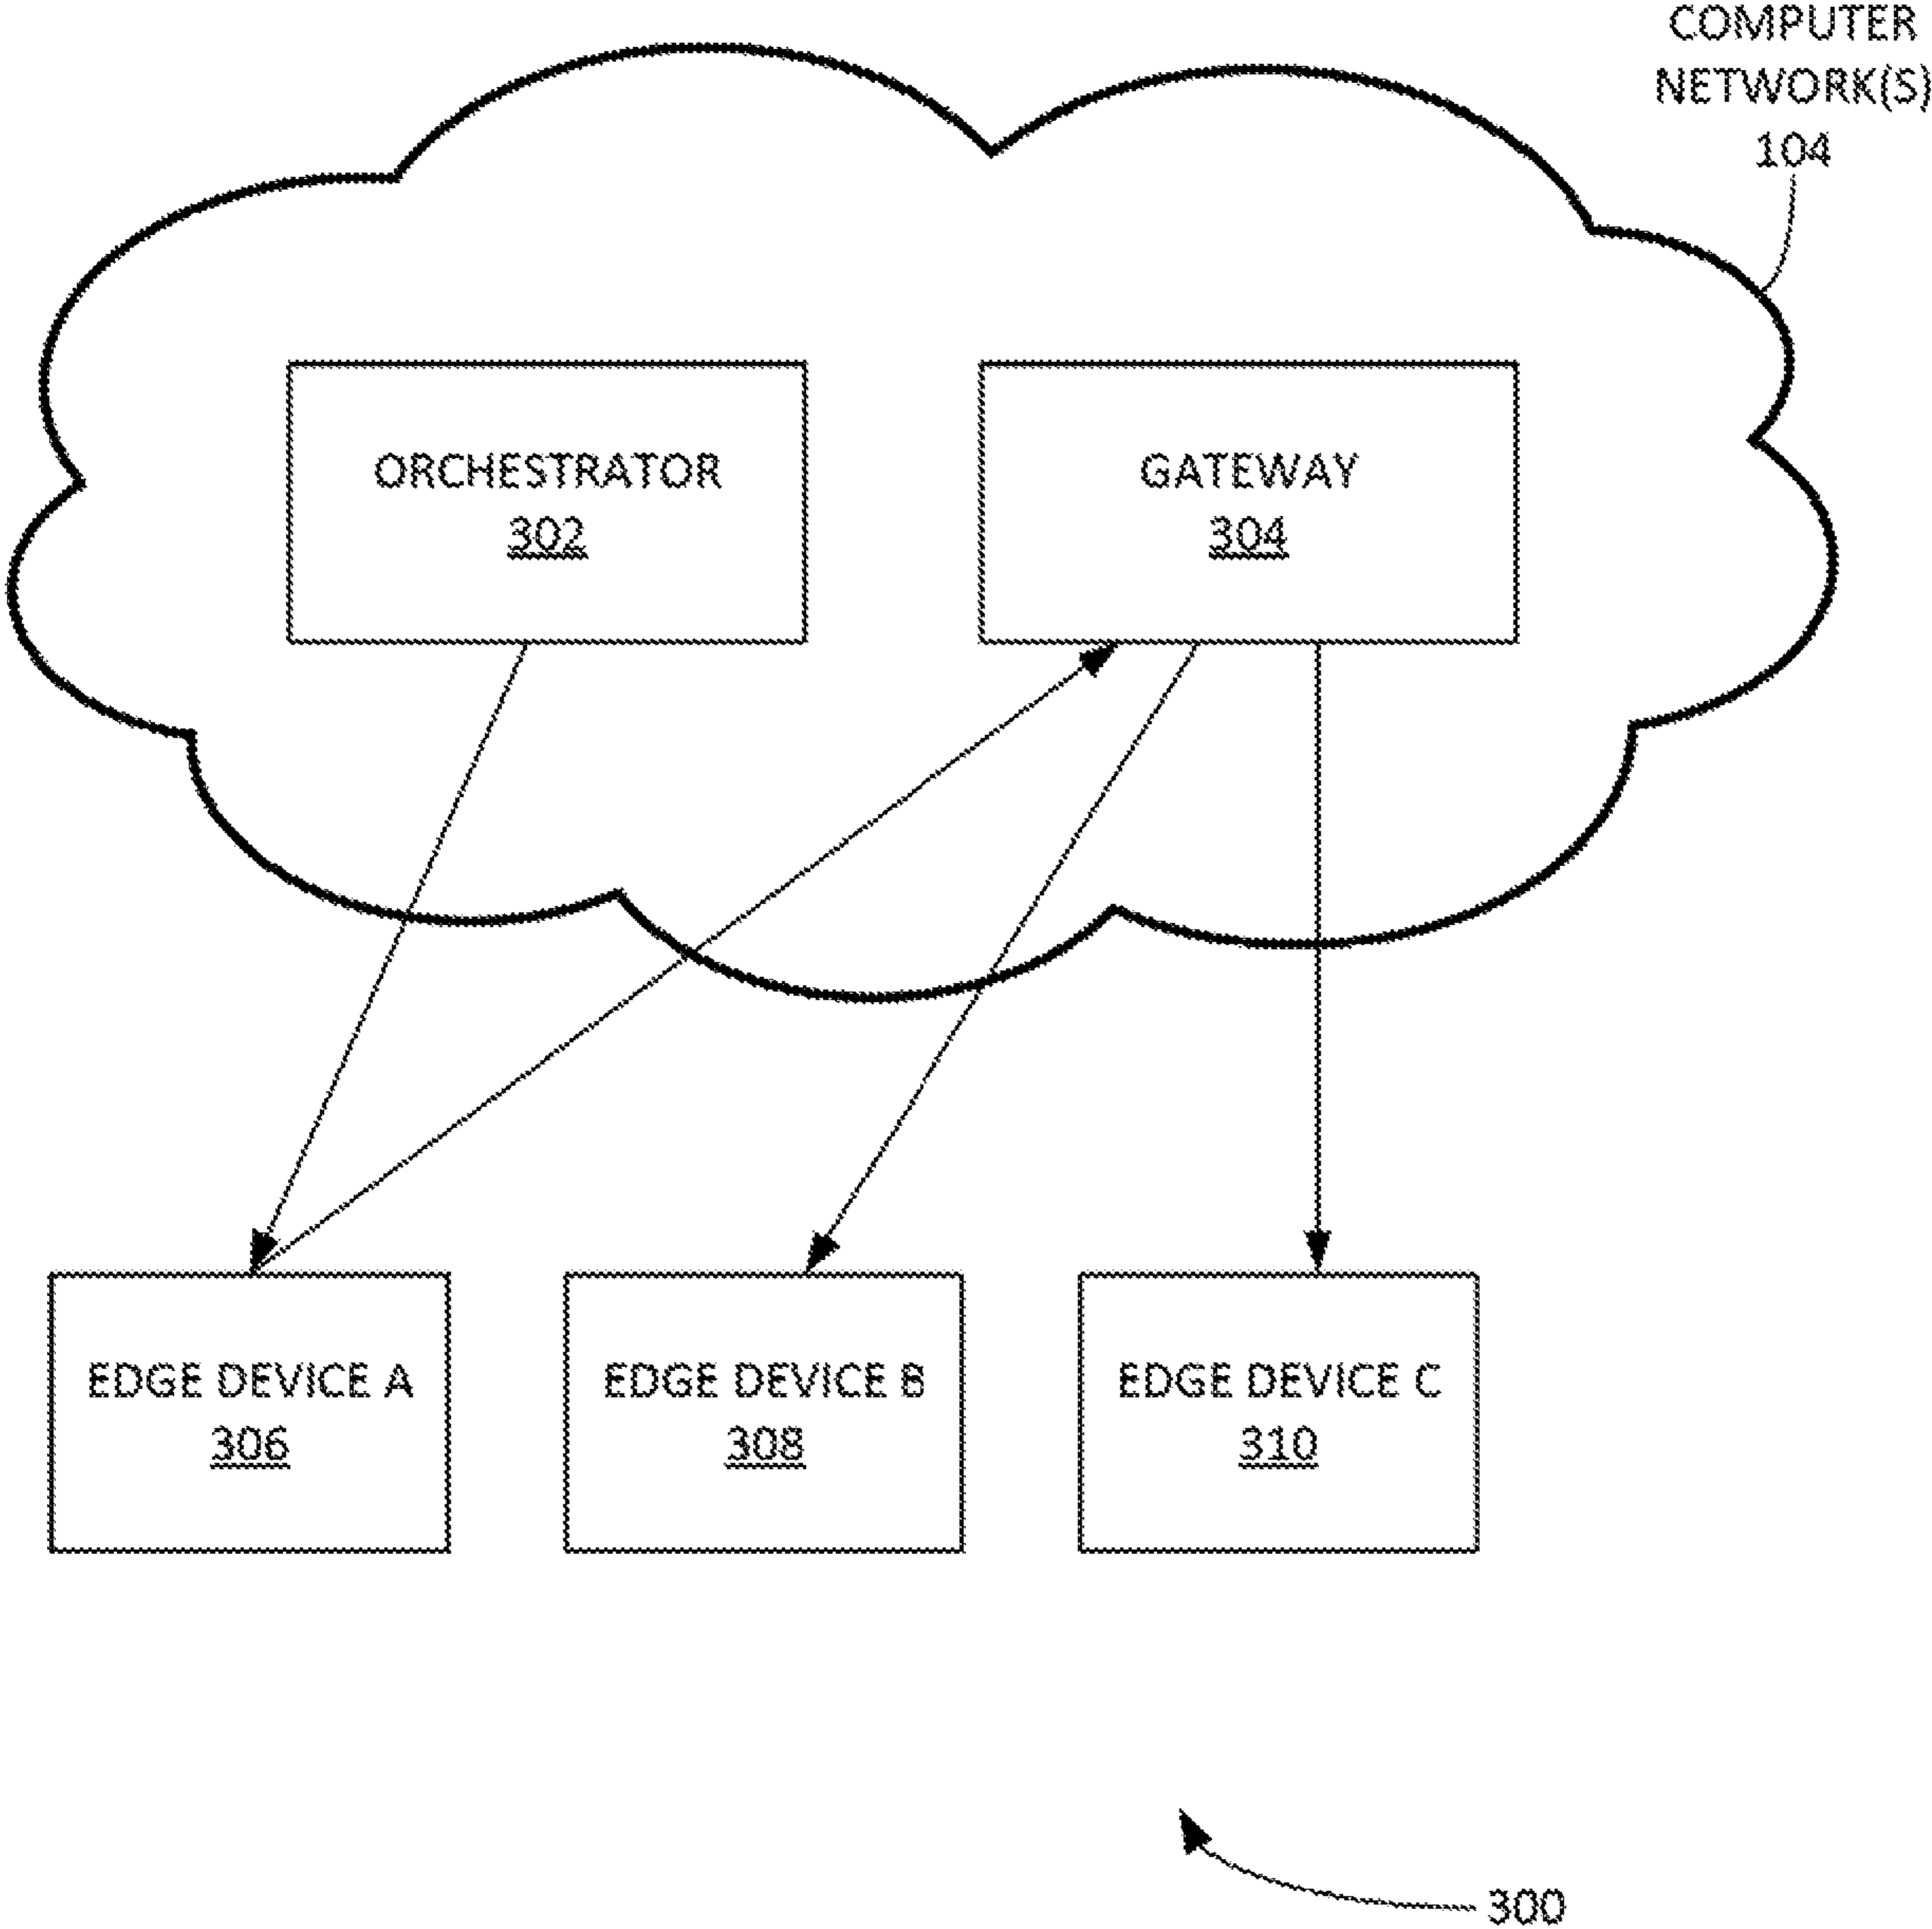 COMPUTER
NETWORK(S)
104
ORCHESTRATOR
302
GATEWAY
304
EDGE DEVICE A
306
EDGE DEVICE B
308
EDGE DEVICE C
310
300